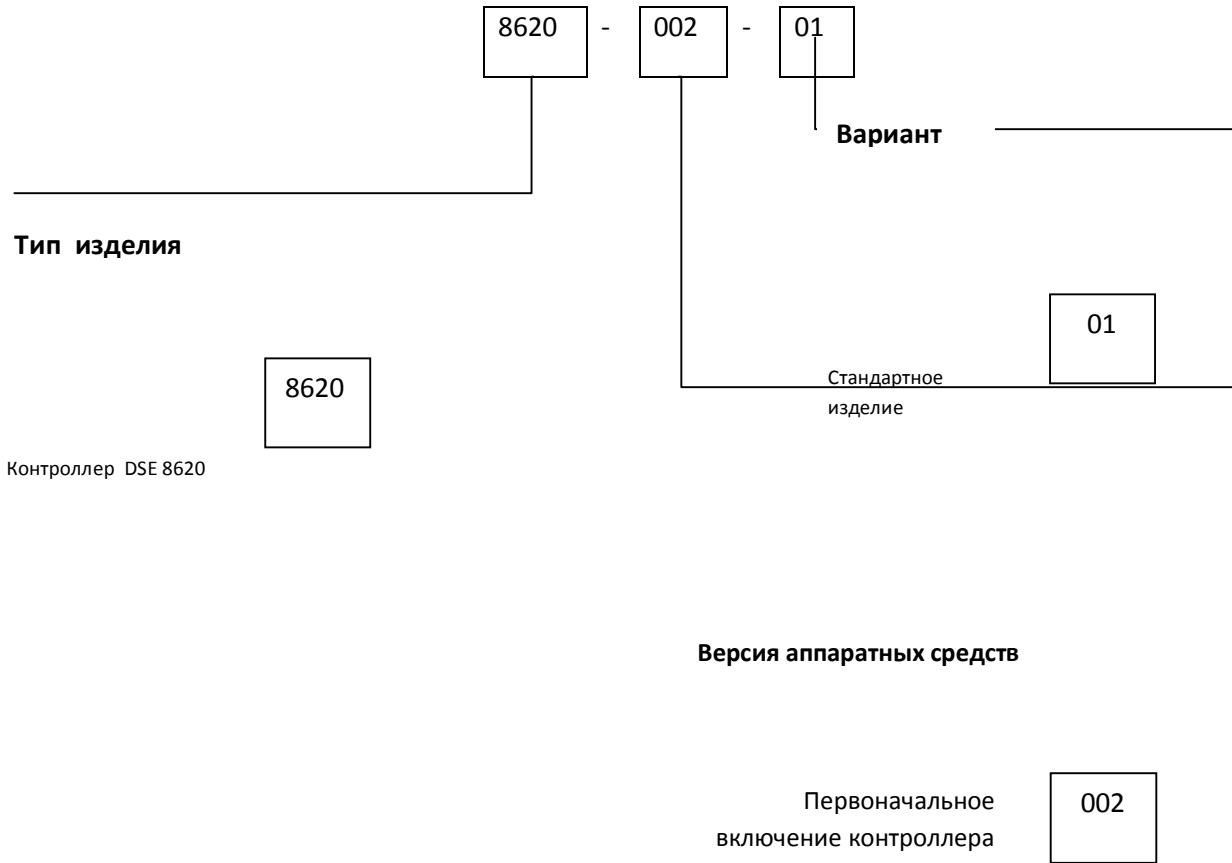 8620 - 002 - 01
Вариант
Тип изделия
01
Стандартное
изделие
8620
Контроллер DSE 8620
Версия аппаратных средств
Первоначальное
включение контроллера
002